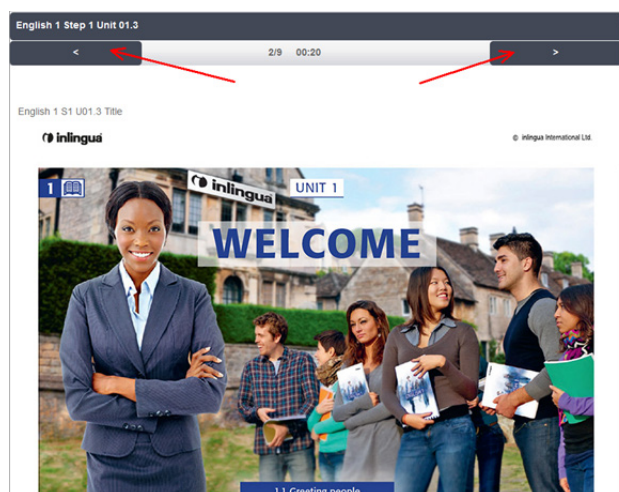 English 1 Step 1 Unit 01.3
< 2/9 00:20 >
English 1 S1 U01.3 Title
inlingua
© inlingua International Ltd.
1
inlingua
UNIT 1
WELCOME
1.1 Greeting people